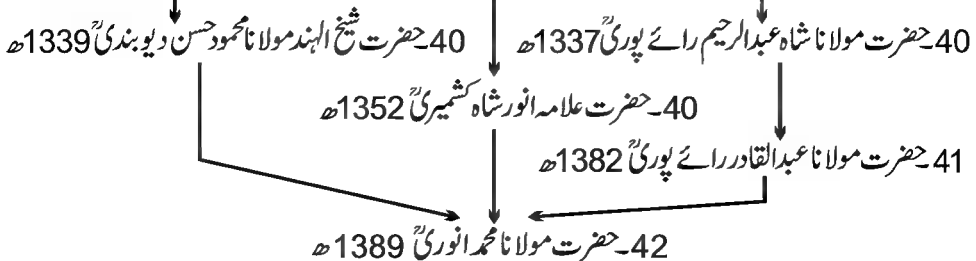 40۔حضرت مولانا شاہ عبدالرحیم رائے پوریؒ 1337ھ
40۔حضرت شیخ الہند مولانا محمود حسن دیوبندیؒ 1339ھ
40۔حضرت علامہ انور شاہ کشمیریؒ 1352ھ
41۔حضرت مولانا عبدالقادر رائے پوریؒ 1382ھ
42۔حضرت مولانا محمد انوریؒ 1389ھ